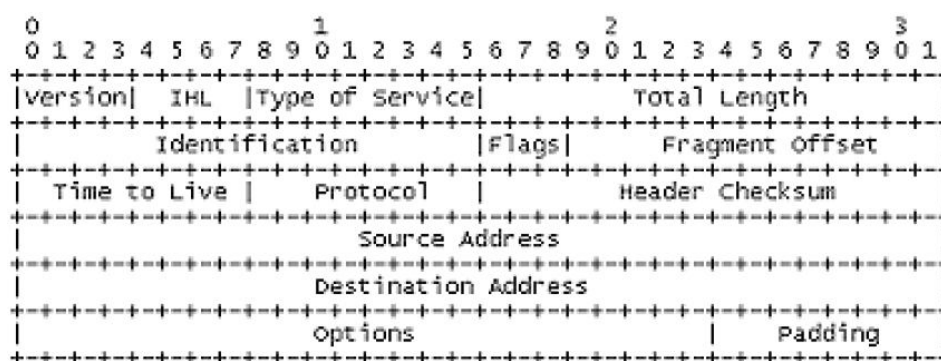 0 1 2 3
0 1 2 3 4 5 6 7 8 9 0 1 2 3 4 5 6 7 8 9 0 1 2 3 4 5 6 7 8 9 0 1
+-+-+-+-+-+-+-+-+-+-+-+-+-+-+-+-+-+-+-+-+-+-+-+-+-+-+-+-+-+-+-+-
|Version| IHL |Type of Service| Total Length
+-+-+-+-+-+-+-+-+-+-+-+-+-+-+-+-+-+-+-+-+-+-+-+-+-+-+-+-+-+-+-+-
| Identification |Flags| Fragment Offset
+-+-+-+-+-+-+-+-+-+-+-+-+-+-+-+-+-+-+-+-+-+-+-+-+-+-+-+-+-+-+-+-
| Time to Live | Protocol | Header Checksum
+-+-+-+-+-+-+-+-+-+-+-+-+-+-+-+-+-+-+-+-+-+-+-+-+-+-+-+-+-+-+-+-
| Source Address
+-+-+-+-+-+-+-+-+-+-+-+-+-+-+-+-+-+-+-+-+-+-+-+-+-+-+-+-+-+-+-+-
| Destination Address
+-+-+-+-+-+-+-+-+-+-+-+-+-+-+-+-+-+-+-+-+-+-+-+-+-+-+-+-+-+-+-+-
| Options | Padding
+-+-+-+-+-+-+-+-+-+-+-+-+-+-+-+-+-+-+-+-+-+-+-+-+-+-+-+-+-+-+-+-